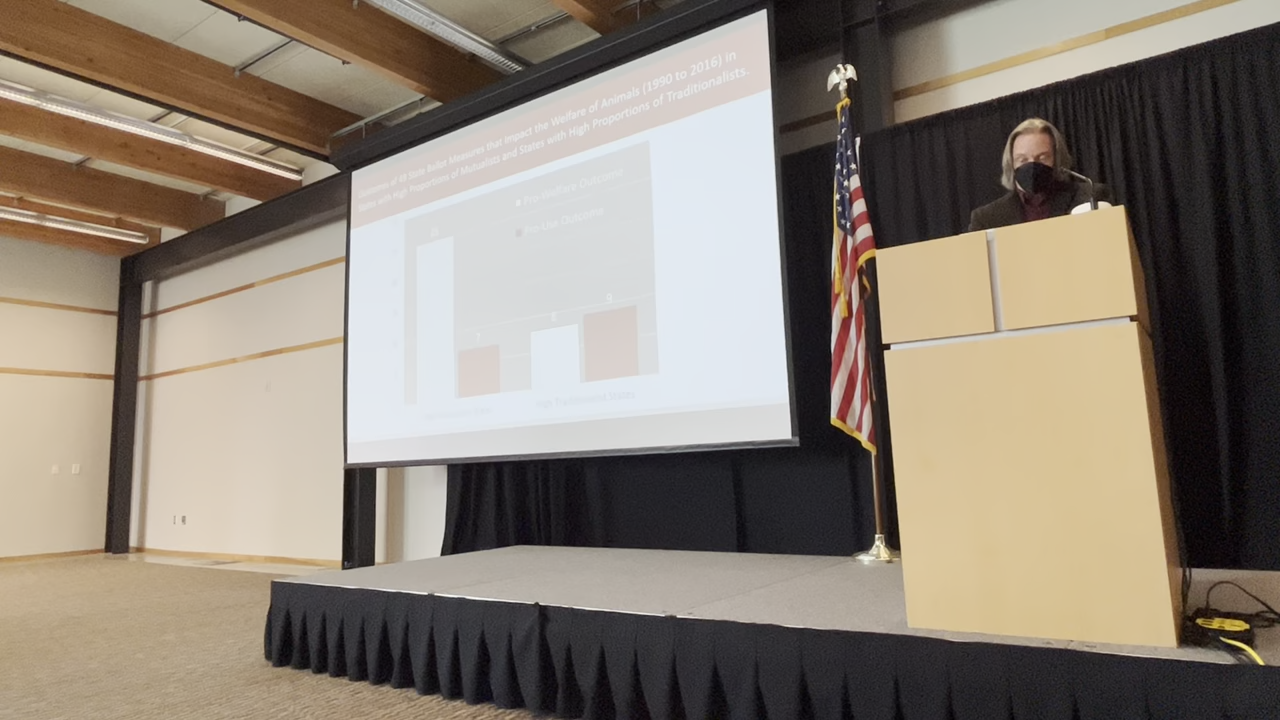 Outcomes of 48 State Ballot Measures that Impact the Welfare of Animals (1990 to 2016) in
States with High Proportions of Mutualists and States with High Proportions of Traditionalists.
Pro-Welfare Outcome
Pro-Use Outcome
7
9
High Traditionalist States